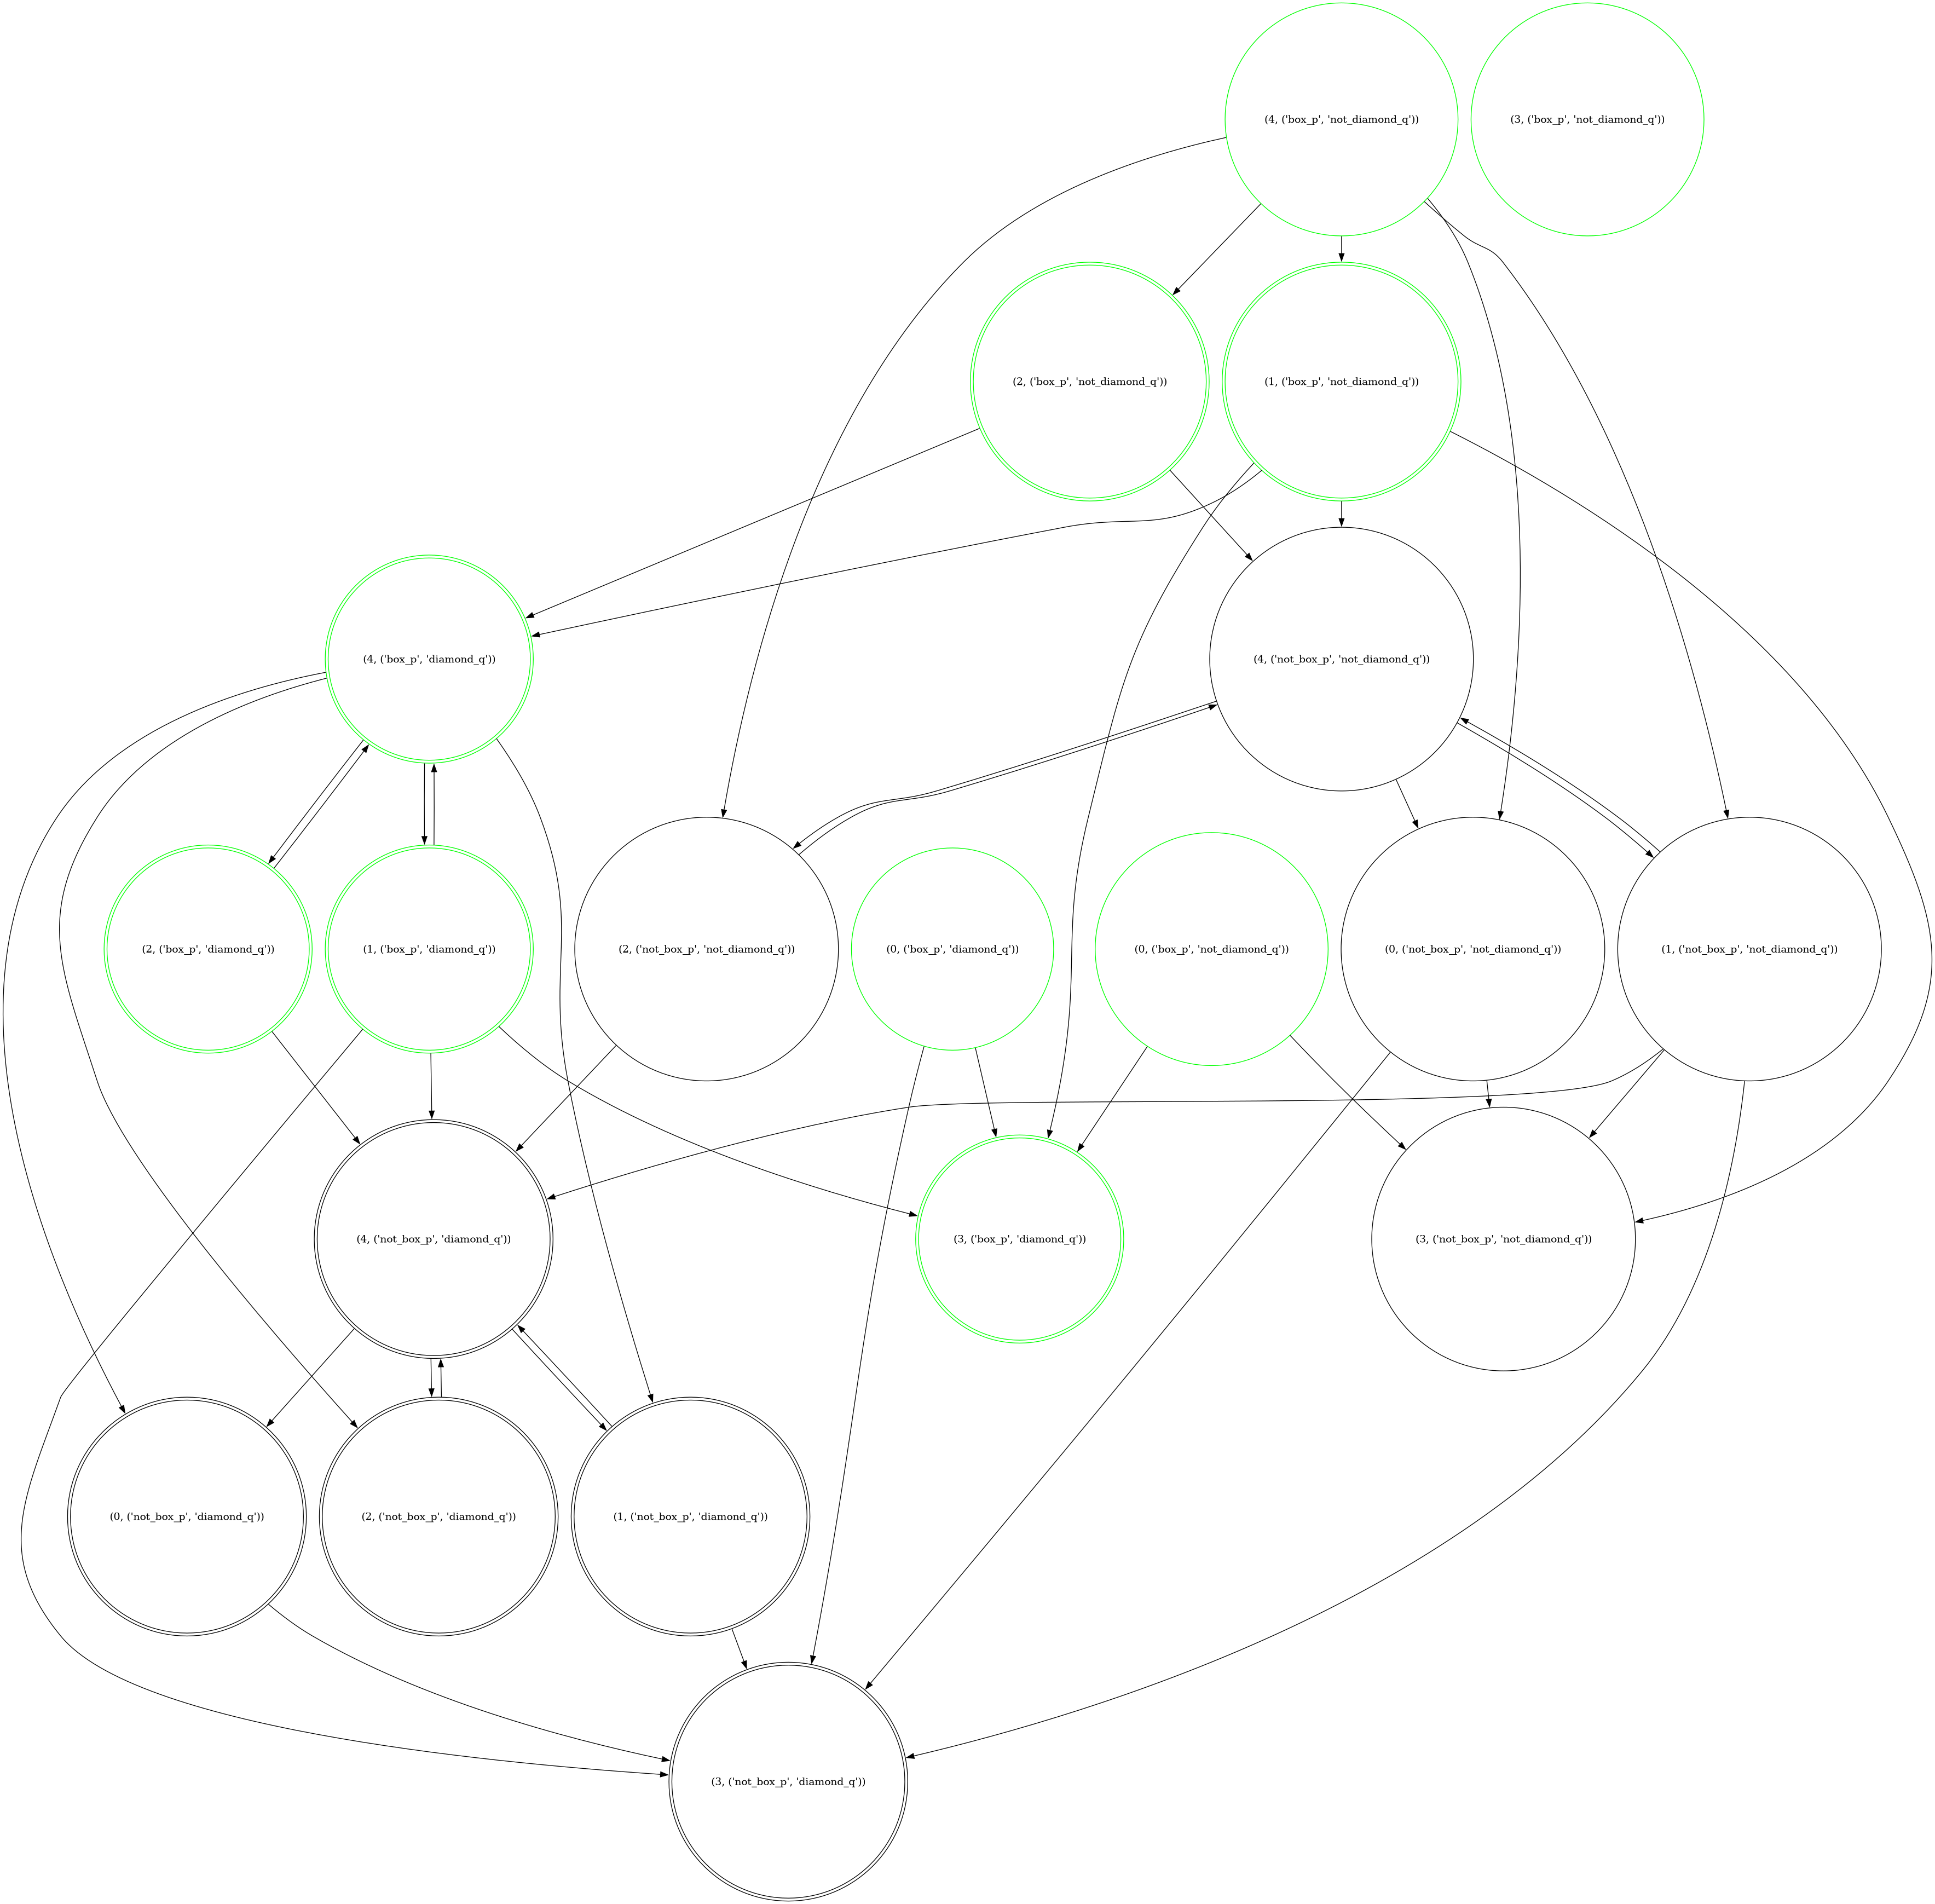 (4, ('box_p', 'not_diamond_q'))
(3, ('box_p', 'not_diamond_q'))
(2, ('box_p', 'not_diamond_q'))
(1, ('box_p', 'not_diamond_q'))
(4, ('box_p', 'diamond_q'))
(4, ('not_box_p', 'not_diamond_q'))
(2, ('box_p', 'diamond_q'))
(1, ('box_p', 'diamond_q'))
(2, ('not_box_p', 'not_diamond_q'))
(0, ('box_p', 'diamond_q'))
(0, ('box_p', 'not_diamond_q'))
(0, ('not_box_p', 'not_diamond_q'))
(1, ('not_box_p', 'not_diamond_q'))
(4, ('not_box_p', 'diamond_q'))
(3, ('box_p', 'diamond_q'))
(3, ('not_box_p', 'not_diamond_q'))
(0, ('not_box_p', 'diamond_q'))
(2, ('not_box_p', 'diamond_q'))
(1, ('not_box_p', 'diamond_q'))
(3, ('not_box_p', 'diamond_q'))